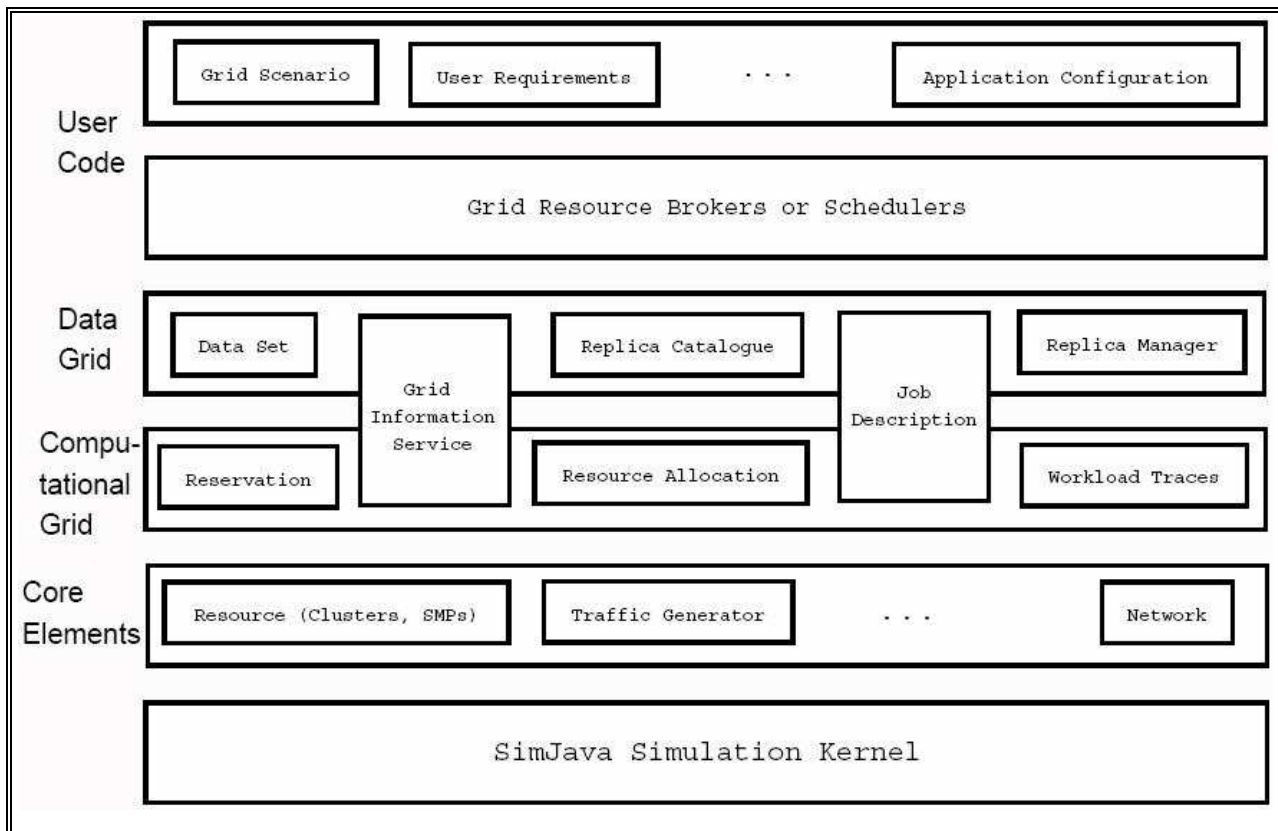 Grid Scenario
User Requirements
. . .
Application Configuration
User
Code
Grid Resource Brokers or Schedulers
Data
Grid
Data Set
Grid
Information
Service
Replica Catalogue
Job
Description
Replica Manager
Compu-
tational
Grid
Reservation
Resource Allocation
Workload Traces
Core
Elements
Resource (Clusters, SMPs)
Traffic Generator
. . .
Network
SimJava Simulation Kernel